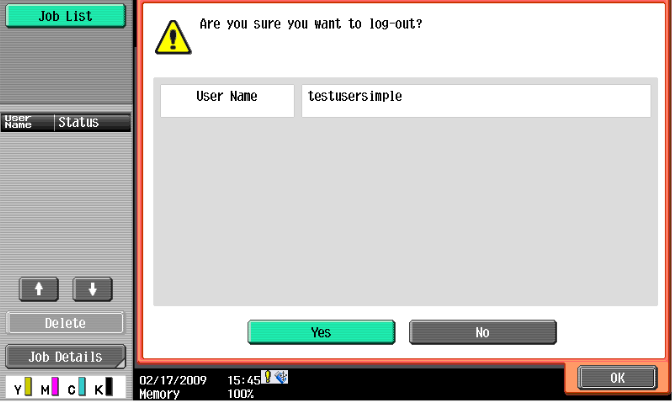 Job List
Are you sure you want to log-out?
User Name
testusersimple
User Name
Status
Yes
No
Delete
Job Details
OK
Y M C K
02/17/2009 15:45
Memory 100%